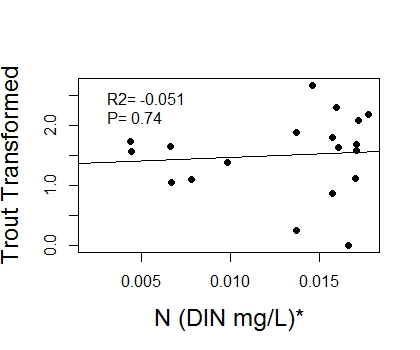 R2= -0.051
P= 0.74
Trout Transformed
2.0
1.0
0.0
0.005 0.010 0.015
N (DIN mg/L)*